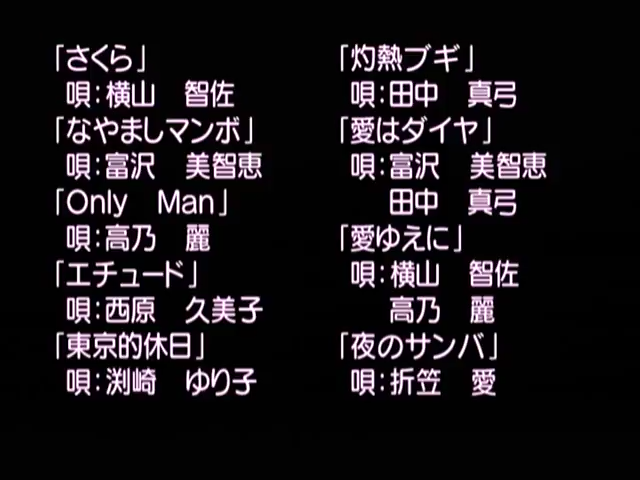 「さくら」
唄：横山　智佐
「なやましマンボ」
唄：富沢　美智恵
「Only　Man」
唄：高乃　麗
「エチュード」
唄：西原　久美子
「東京的休日」
唄：渕崎　ゆり子
「灼熱ブギ」
唄：田中　真弓
「愛はダイヤ」
唄：富沢　美智恵
田中　真弓
「愛ゆえに」
唄：横山　智佐
高乃　麗
「夜のサンバ」
唄：折笠　愛